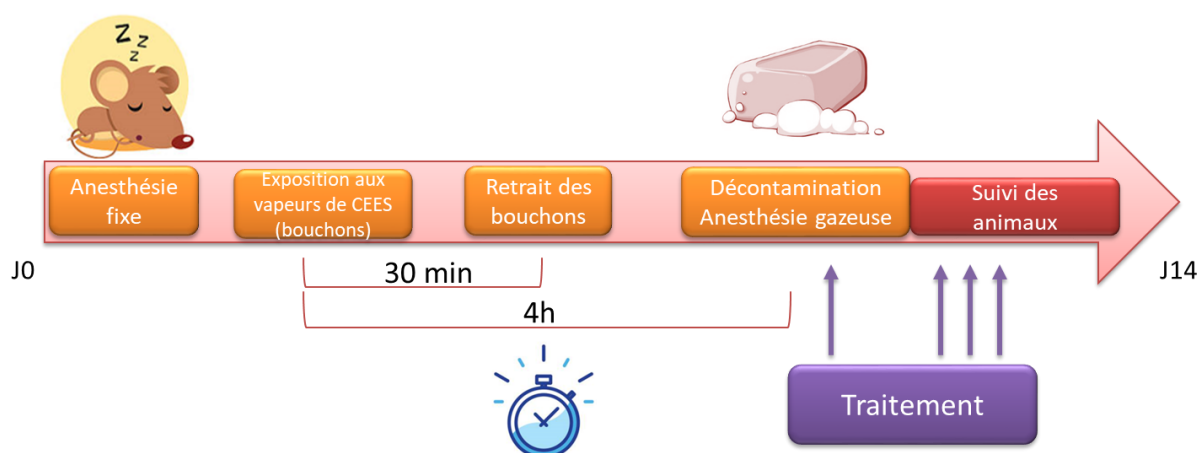 Z Z
Z
Anesthésie
fixe
Exposition aux
vapeurs de CEES
(bouchons)
Retrait des
bouchons
Décontamination
Anesthésie gazeuse
Suivi des
animaux
J0
30 min
J14
4h
Traitement